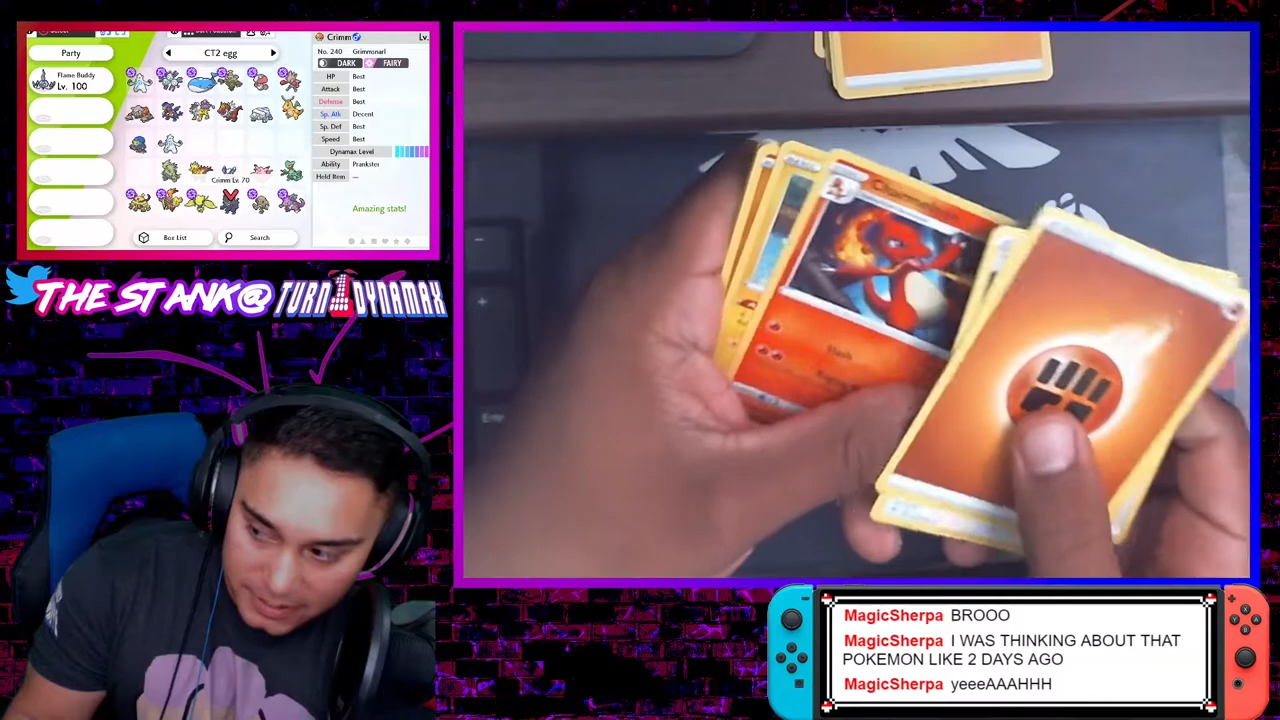 Party
CT2 egg
Crimm
Lv.
Flame Buddy
Lv. 100
No. 240 Grimmsnarl
DARK FAIRY
HP Best
Attack Best
Defense Best
Sp. Atk Decent
Sp. Def Best
Speed Best
Dynamax Level
Ability Prankster
Held Item —
Crimm Lv. 70
Amazing stats!
Box List
Search
THE STANK@TURN1DYNAMAX
Slash
MagicSherpa BROOO
MagicSherpa I WAS THINKING ABOUT THAT
POKEMON LIKE 2 DAYS AGO
MagicSherpa yeeeAAAHHH